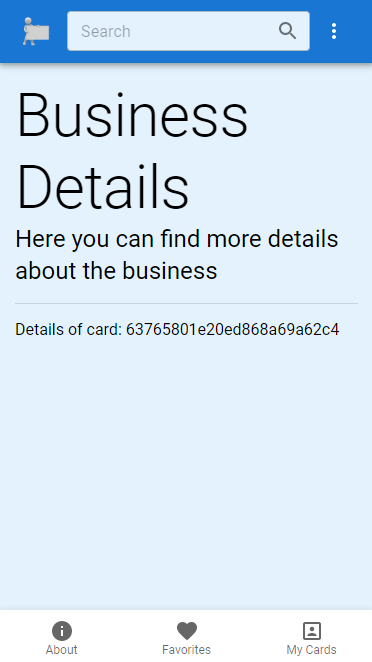 Search
Business
Details
Here you can find more details
about the business
Details of card: 63765801e20ed868a69a62c4
About
Favorites
My Cards